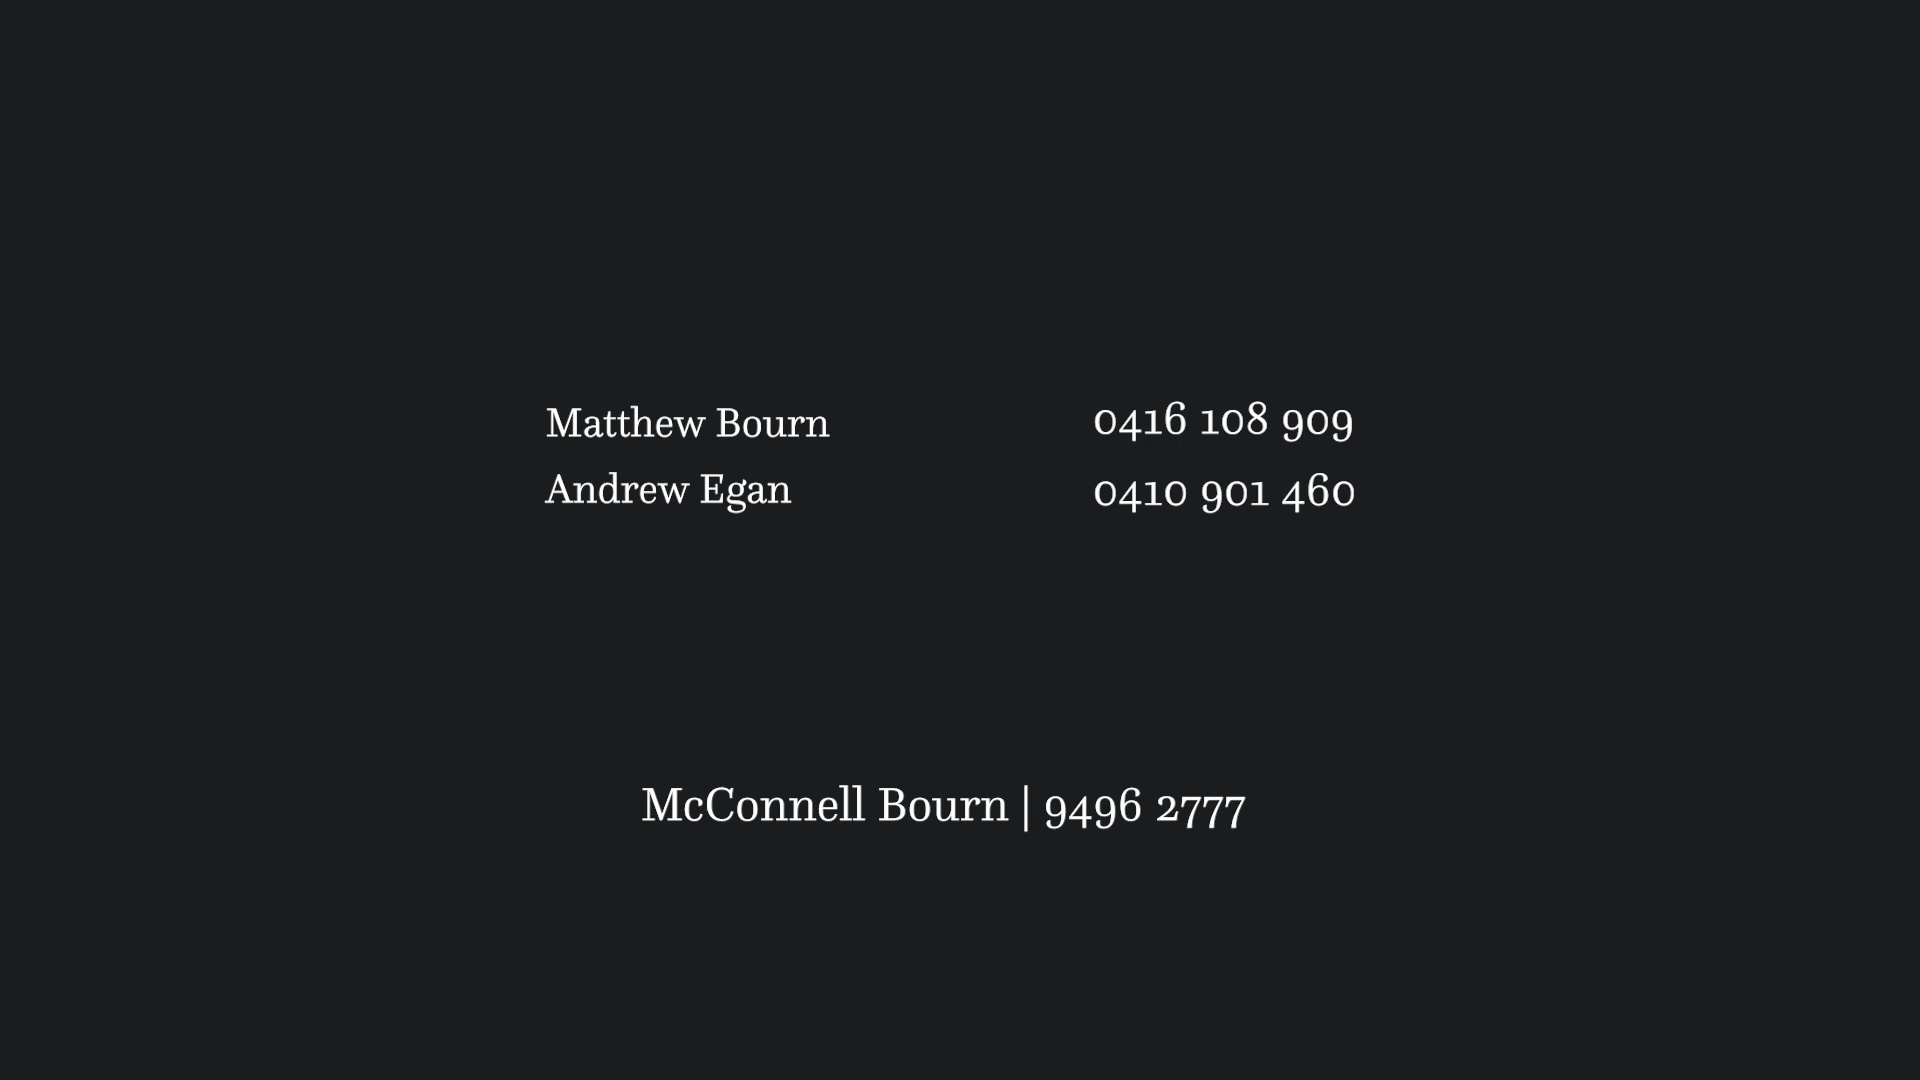 Matthew Bourn 0416 108 909
Andrew Egan 0410 901 460
McConnell Bourn | 9496 2777